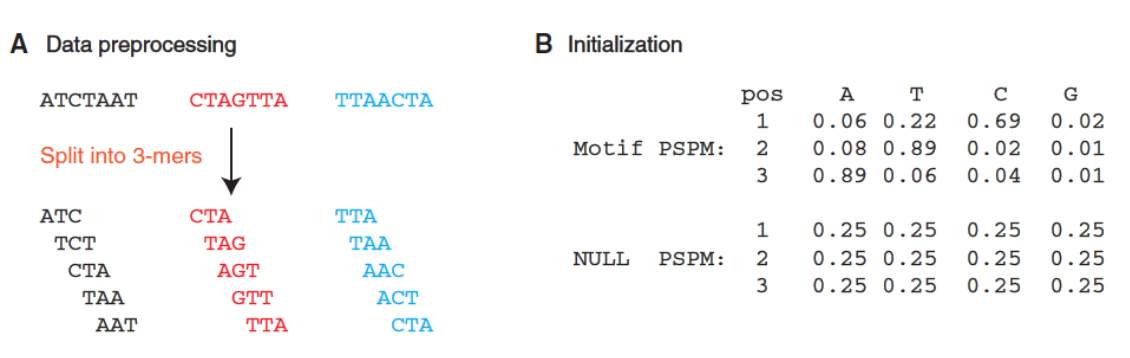 A Data preprocessing
ATCTAAT CTAGTTA TTAACTA
Split into 3-mers
ATC CTA TTA
TCT TAG TAA
CTA AGT AAC
TAA GTT ACT
AAT TTA CTA
B Initialization
pos A T C G
1 0.06 0.22 0.69 0.02
Motif PSPM: 2 0.08 0.89 0.02 0.01
3 0.89 0.06 0.04 0.01
1 0.25 0.25 0.25 0.25
NULL PSPM: 2 0.25 0.25 0.25 0.25
3 0.25 0.25 0.25 0.25